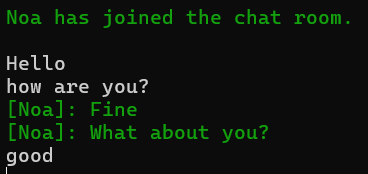 Noa has joined the chat room.
Hello
how are you?
[Noa]: Fine
[Noa]: What about you?
good